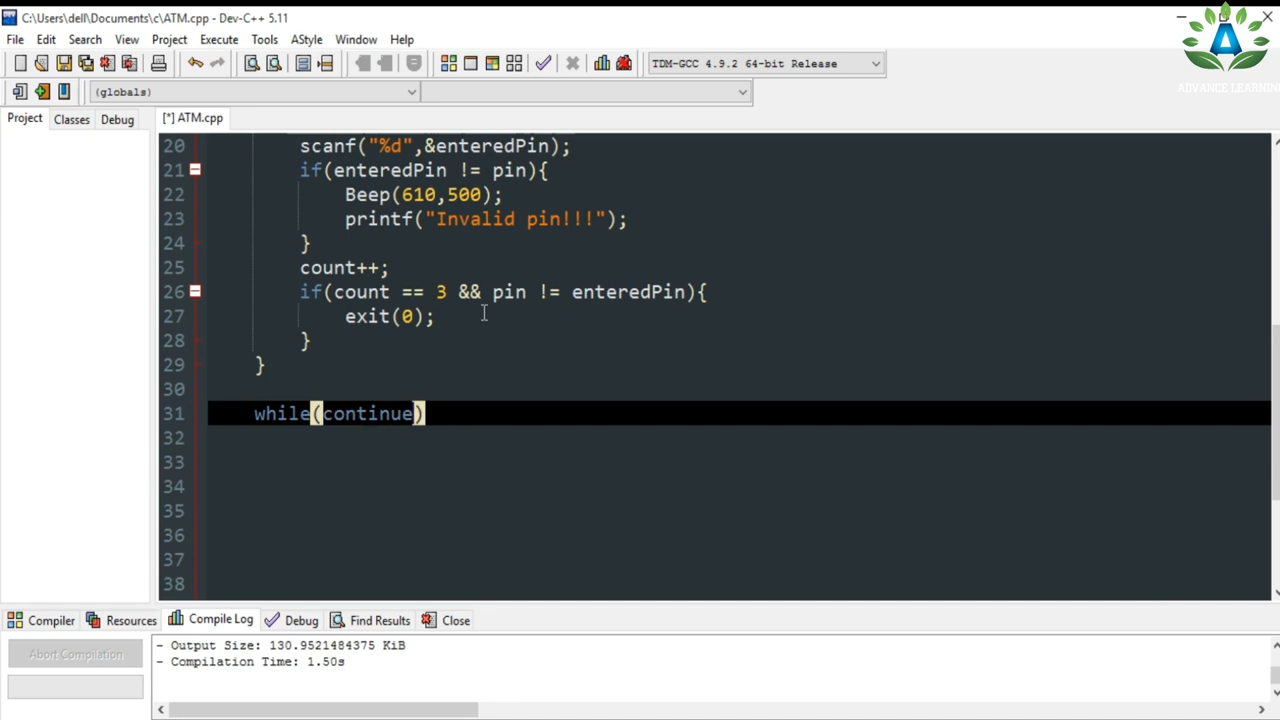 C:\Users\dell\Documents\c\ATM.cpp - Dev-C++ 5.11
File Edit Search View Project Execute Tools AStyle Window Help
TDM-GCC 4.9.2 64-bit Release
ADVANCE LEARNING
(globals)
Project Classes Debug [*] ATM.cpp
20 scanf("%d",&enteredPin);
21 if(enteredPin != pin){
22 Beep(610,500);
23 printf("Invalid pin!!!");
24 }
25 count++;
26 if(count == 3 && pin != enteredPin){
27 exit(0);
28 }
29 }
30
31 while(continue)
32
33
34
35
36
37
38
Compiler Resources Compile Log Debug Find Results Close
Abort Compilation
- Output Size: 130.9521484375 KiB
- Compilation Time: 1.50s